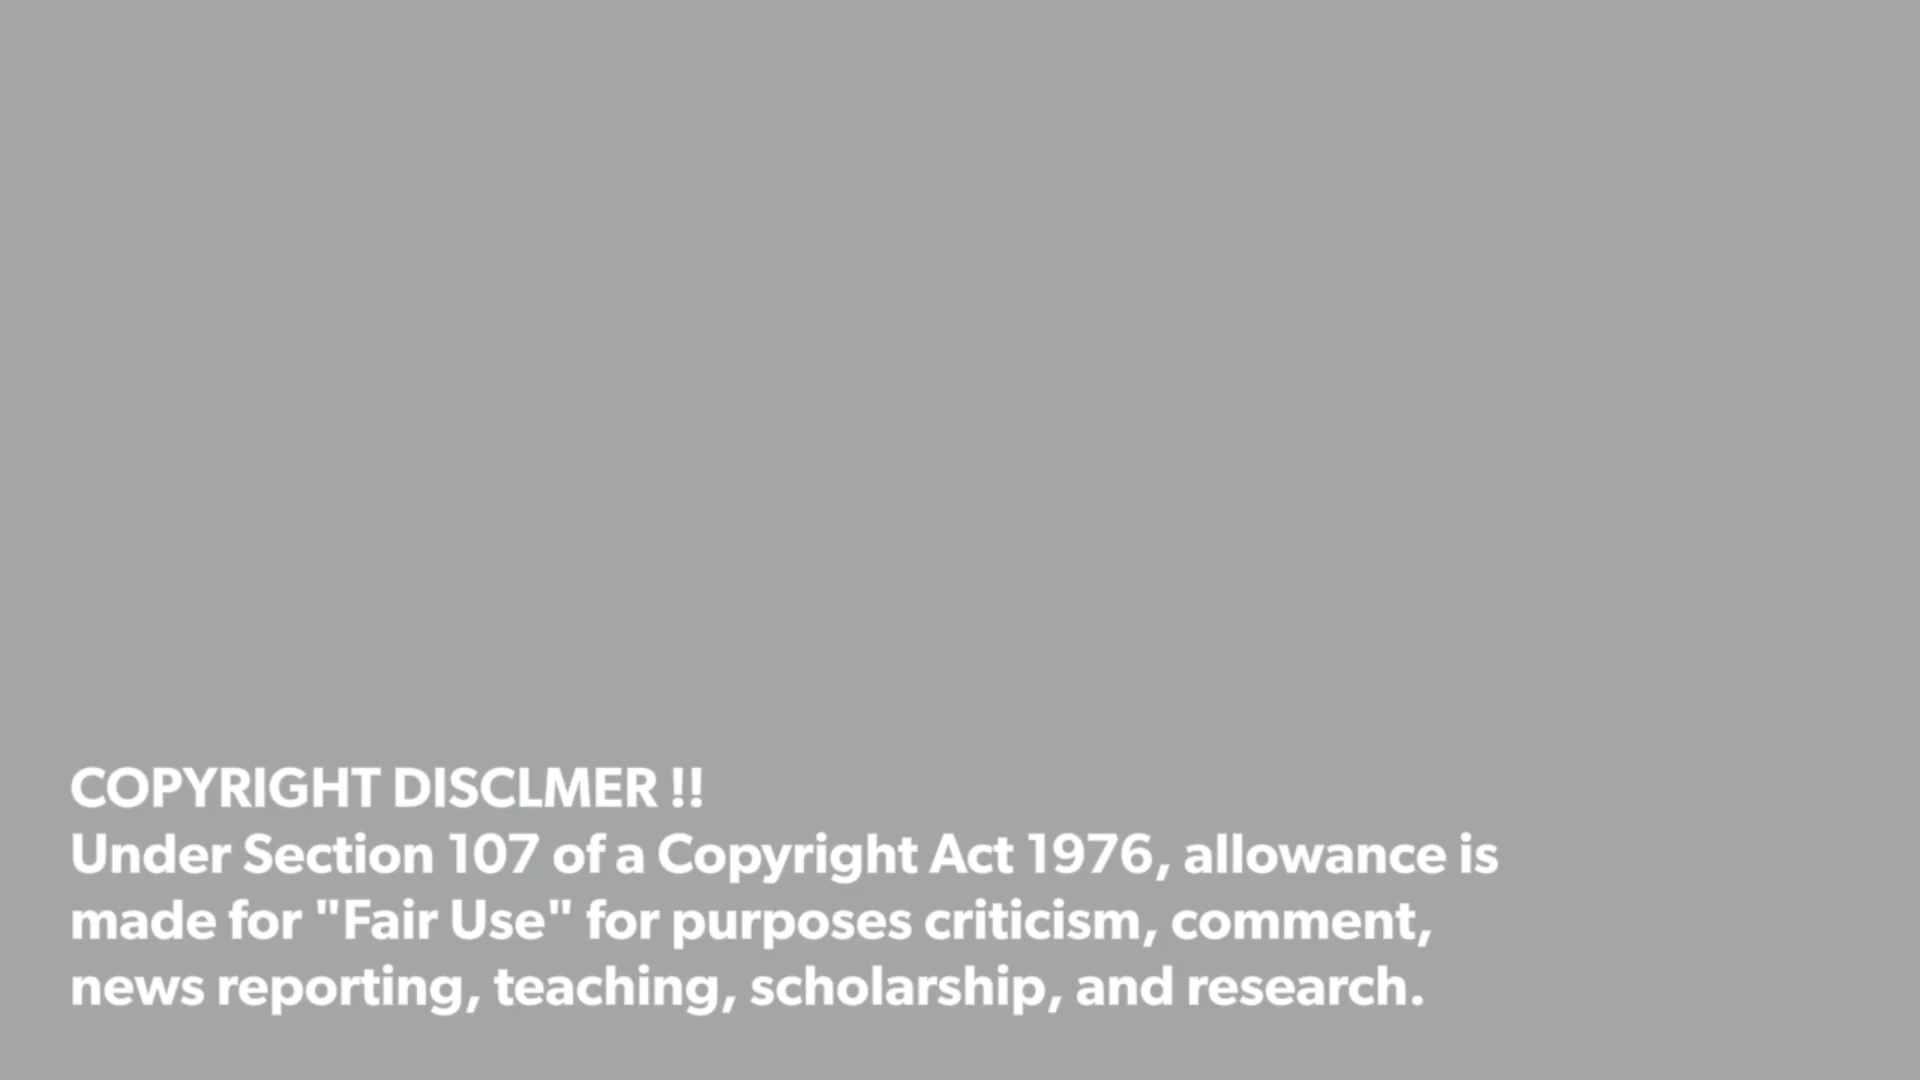 COPYRIGHT DISCLMER !!
Under Section 107 of a Copyright Act 1976, allowance is
made for "Fair Use" for purposes criticism, comment,
news reporting, teaching, scholarship, and research.